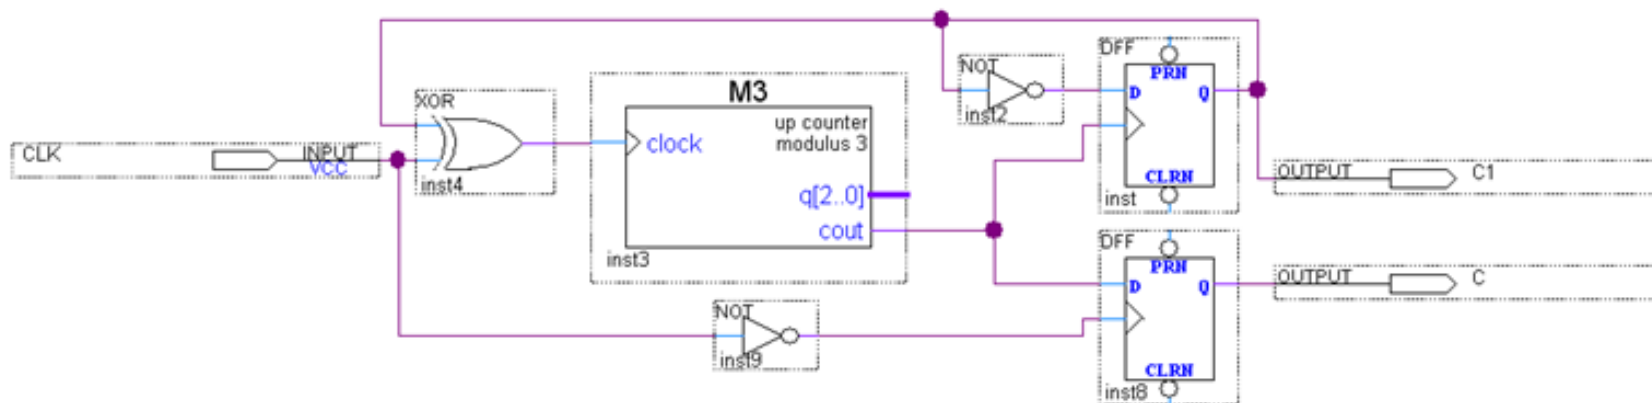 DFF
NOT
PRN
D
Q
inst2
CLRN
inst
M3
up counter
modulus 3
clock
q[2..0]
cout
inst3
XOR
inst4
CLK
INPUT
VCC
OUTPUT
C1
DFF
PRN
D
Q
CLRN
inst8
OUTPUT
C
NOT
inst9